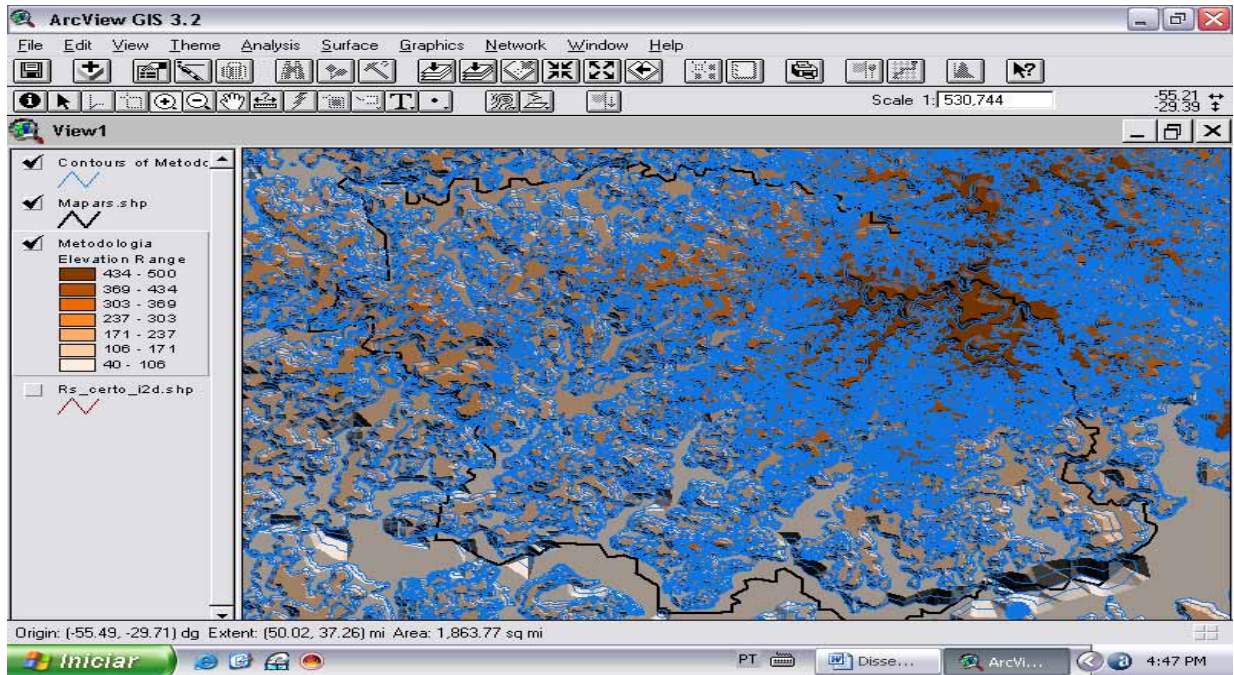 ArcView GIS 3.2
File Edit View Theme Analysis Surface Graphics Network Window Help
T
Scale 1: 530,744
-55.21
-29.39
View1
Contours of Metodc
Mapars.shp
Metodologia
Elevation Range
434 - 500
369 - 434
303 - 369
237 - 303
171 - 237
106 - 171
40 - 106
Rs_certo_i2d.shp
Origin: (-55.49, -29.71) dg Extent: (50.02, 37.26) mi Area: 1,863.77 sq mi
Iniciar
PT
Disse...
ArcVi...
4:47 PM